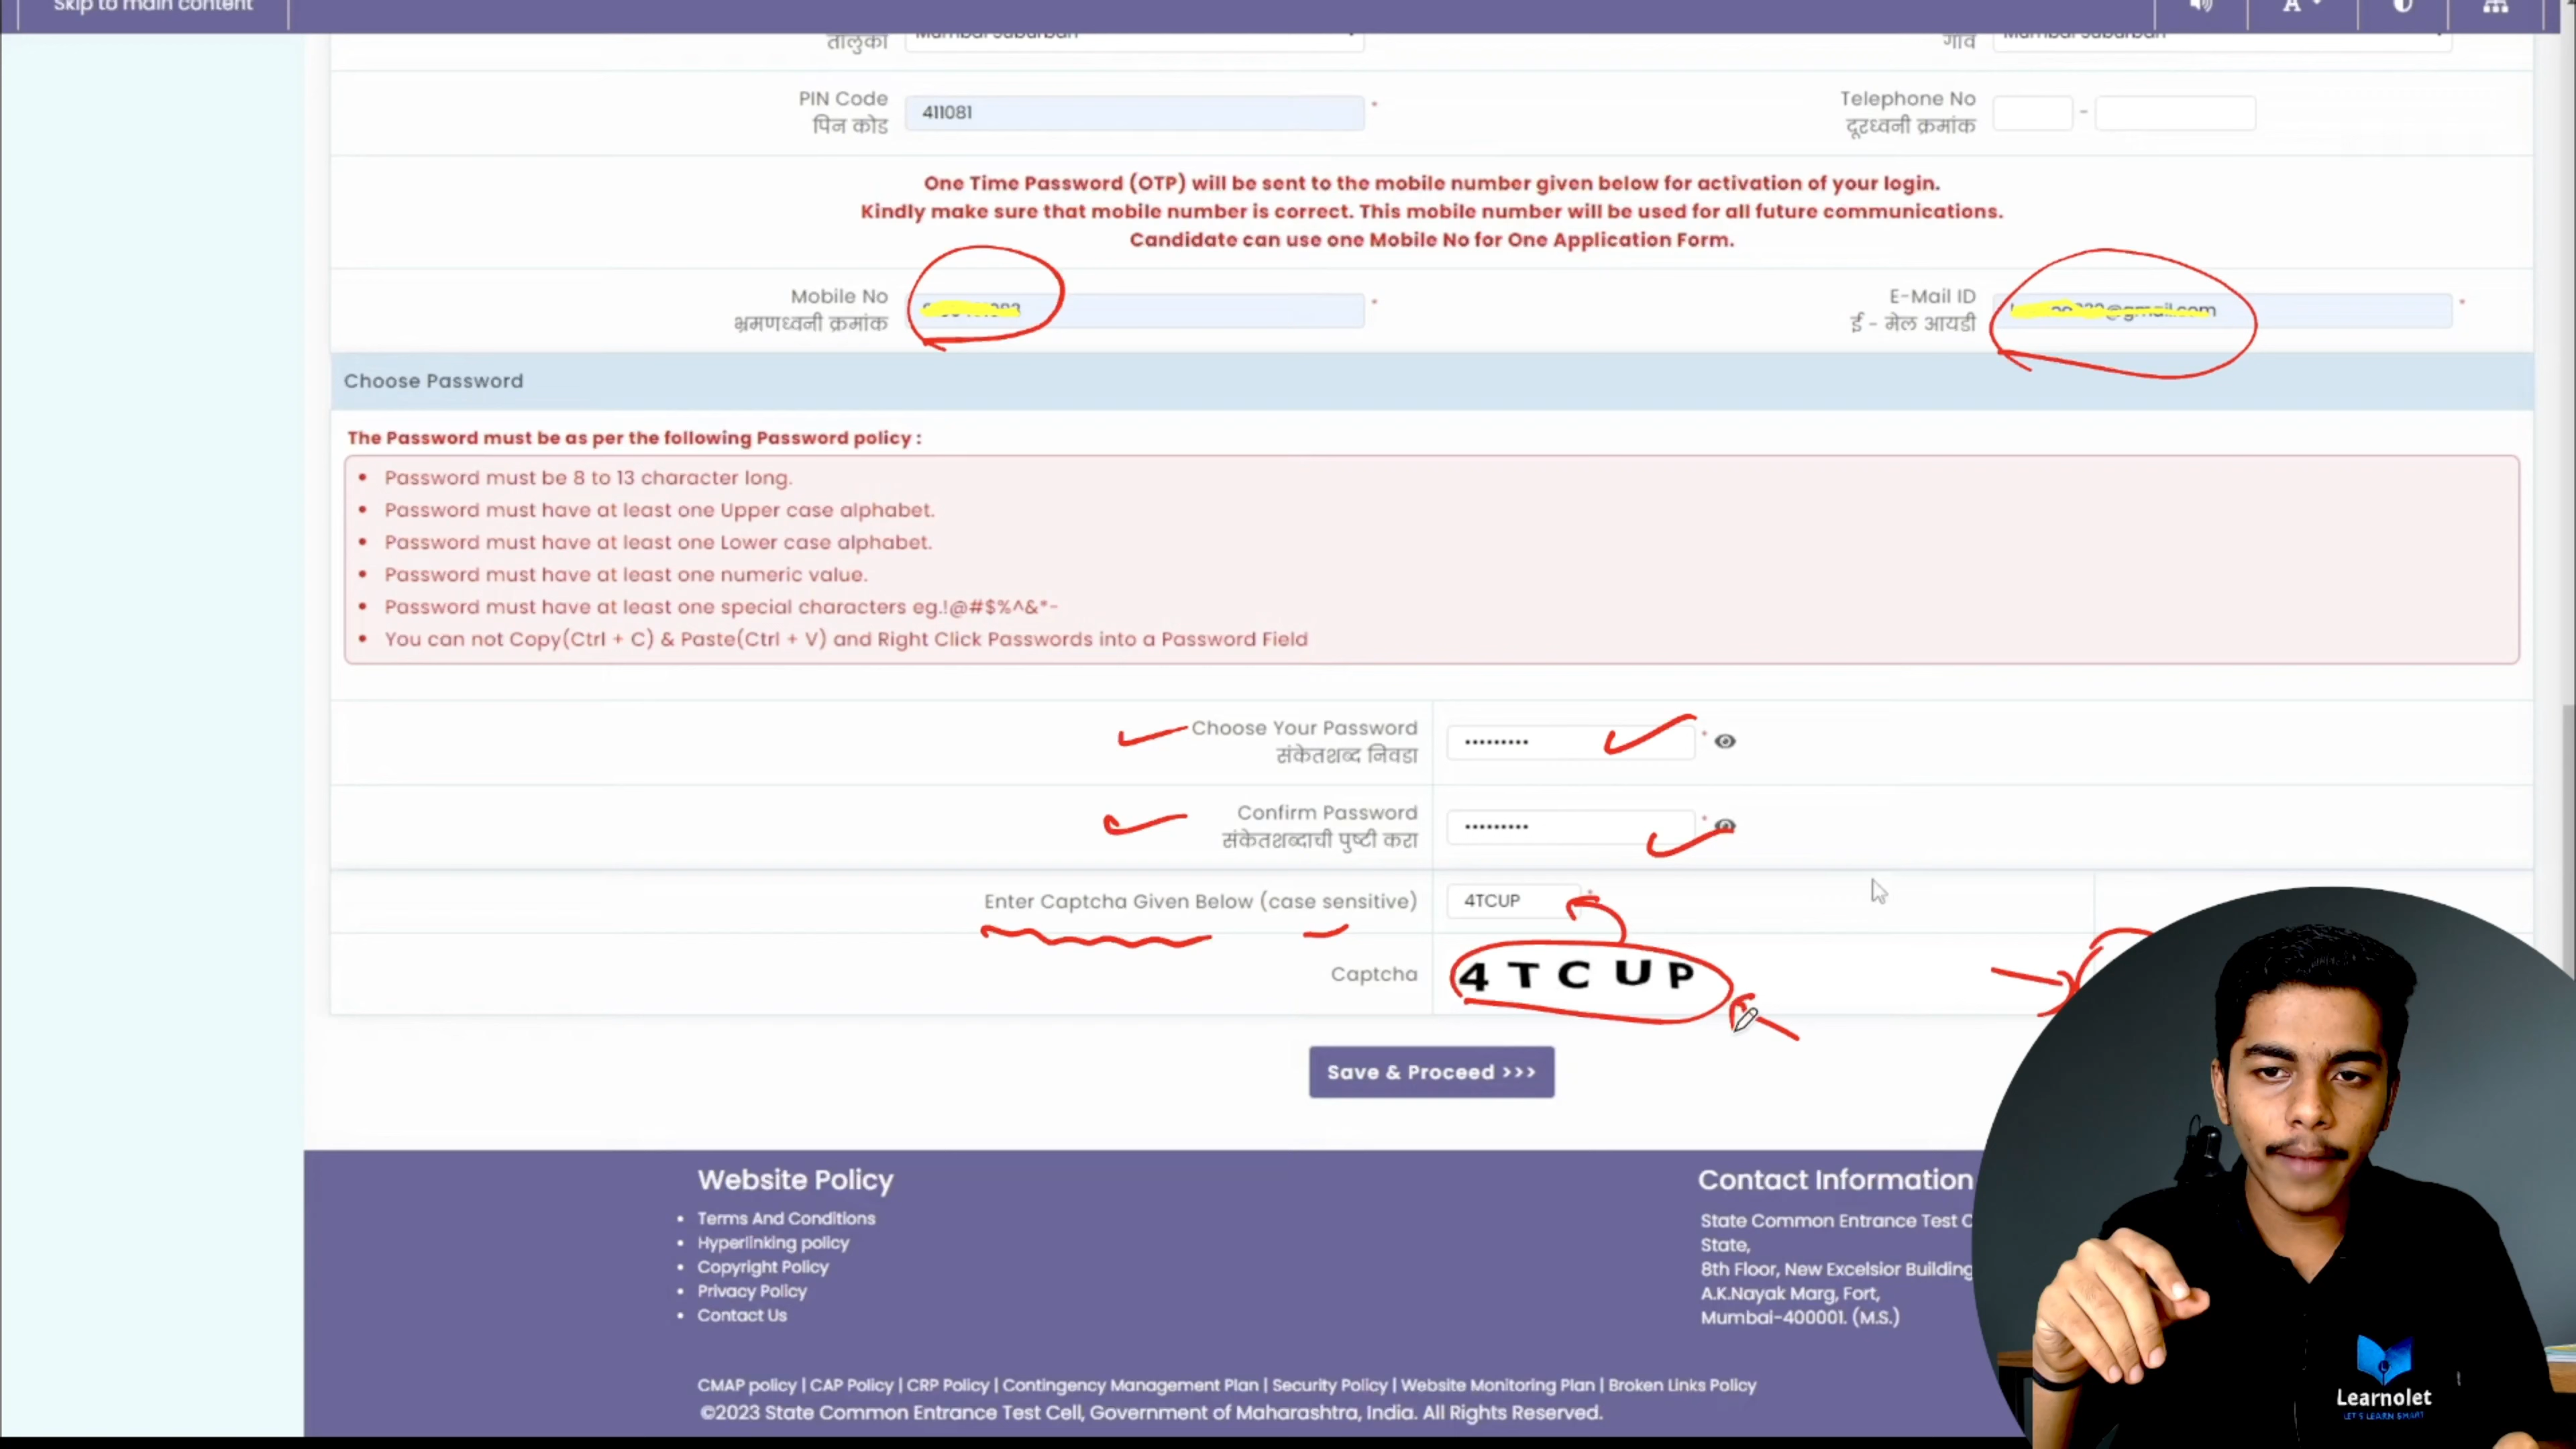 Skip to main content
A
तालुका Mumbai Suburban
गाव Mumbai Suburban
PIN Code
पिन कोड
411081 *
Telephone No
दूरध्वनी क्रमांक
-
One Time Password (OTP) will be sent to the mobile number given below for activation of your login.
Kindly make sure that mobile number is correct. This mobile number will be used for all future communications.
Candidate can use one Mobile No for One Application Form.
Mobile No
भ्रमणध्वनी क्रमांक
*
E-Mail ID
ई - मेल आयडी
@gmail.com *
Choose Password
The Password must be as per the following Password policy :
• Password must be 8 to 13 character long.
• Password must have at least one Upper case alphabet.
• Password must have at least one Lower case alphabet.
• Password must have at least one numeric value.
• Password must have at least one special characters eg.!@#$%^&*-
• You can not Copy(Ctrl + C) & Paste(Ctrl + V) and Right Click Passwords into a Password Field
Choose Your Password
संकेतशब्द निवडा
••••••••• *
Confirm Password
संकेतशब्दाची पुष्टी करा
••••••••• *
Enter Captcha Given Below (case sensitive) 4TCUP *
Captcha 4 T C U P
Save & Proceed >>>
Website Policy
• Terms And Conditions
• Hyperlinking policy
• Copyright Policy
• Privacy Policy
• Contact Us
Contact Information
State Common Entrance Test C
State,
8th Floor, New Excelsior Building
A.K.Nayak Marg, Fort,
Mumbai-400001. (M.S.)
CMAP policy | CAP Policy | CRP Policy | Contingency Management Plan | Security Policy | Website Monitoring Plan | Broken Links Policy
©2023 State Common Entrance Test Cell, Government of Maharashtra, India. All Rights Reserved.
Learnolet
LET'S LEARN SMART